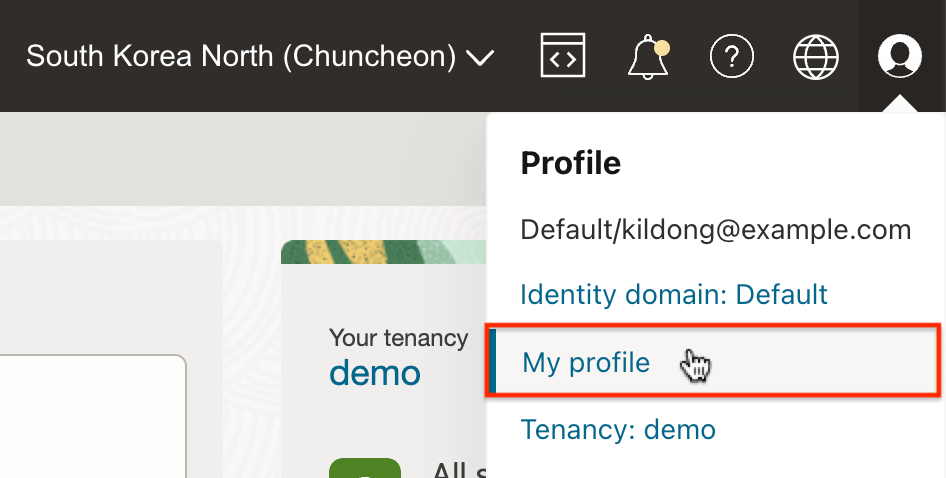 South Korea North (Chuncheon)
Profile
Default/kildong@example.com
Identity domain: Default
My profile
Tenancy: demo
Your tenancy
demo
All